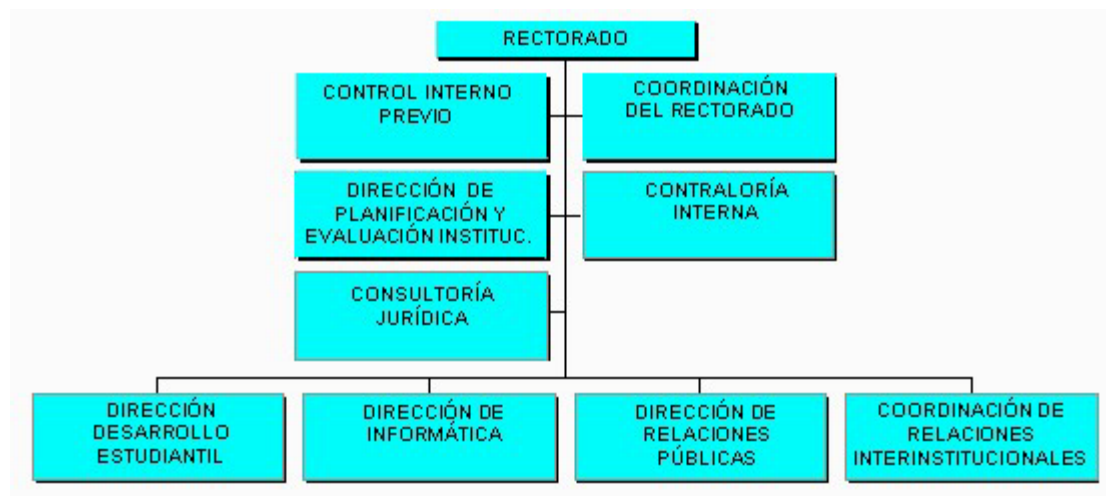 RECTORADO
CONTROL INTERNO
PREVIO
COORDINACIÓN
DEL RECTORADO
DIRECCIÓN DE
PLANIFICACIÓN Y
EVALUACIÓN INSTITUC.
CONTRALORÍA
INTERNA
CONSULTORÍA
JURÍDICA
DIRECCIÓN
DESARROLLO
ESTUDIANTIL
DIRECCIÓN DE
INFORMÁTICA
DIRECCIÓN DE
RELACIONES
PÚBLICAS
COORDINACIÓN DE
RELACIONES
INTERINSTITUCIONALES